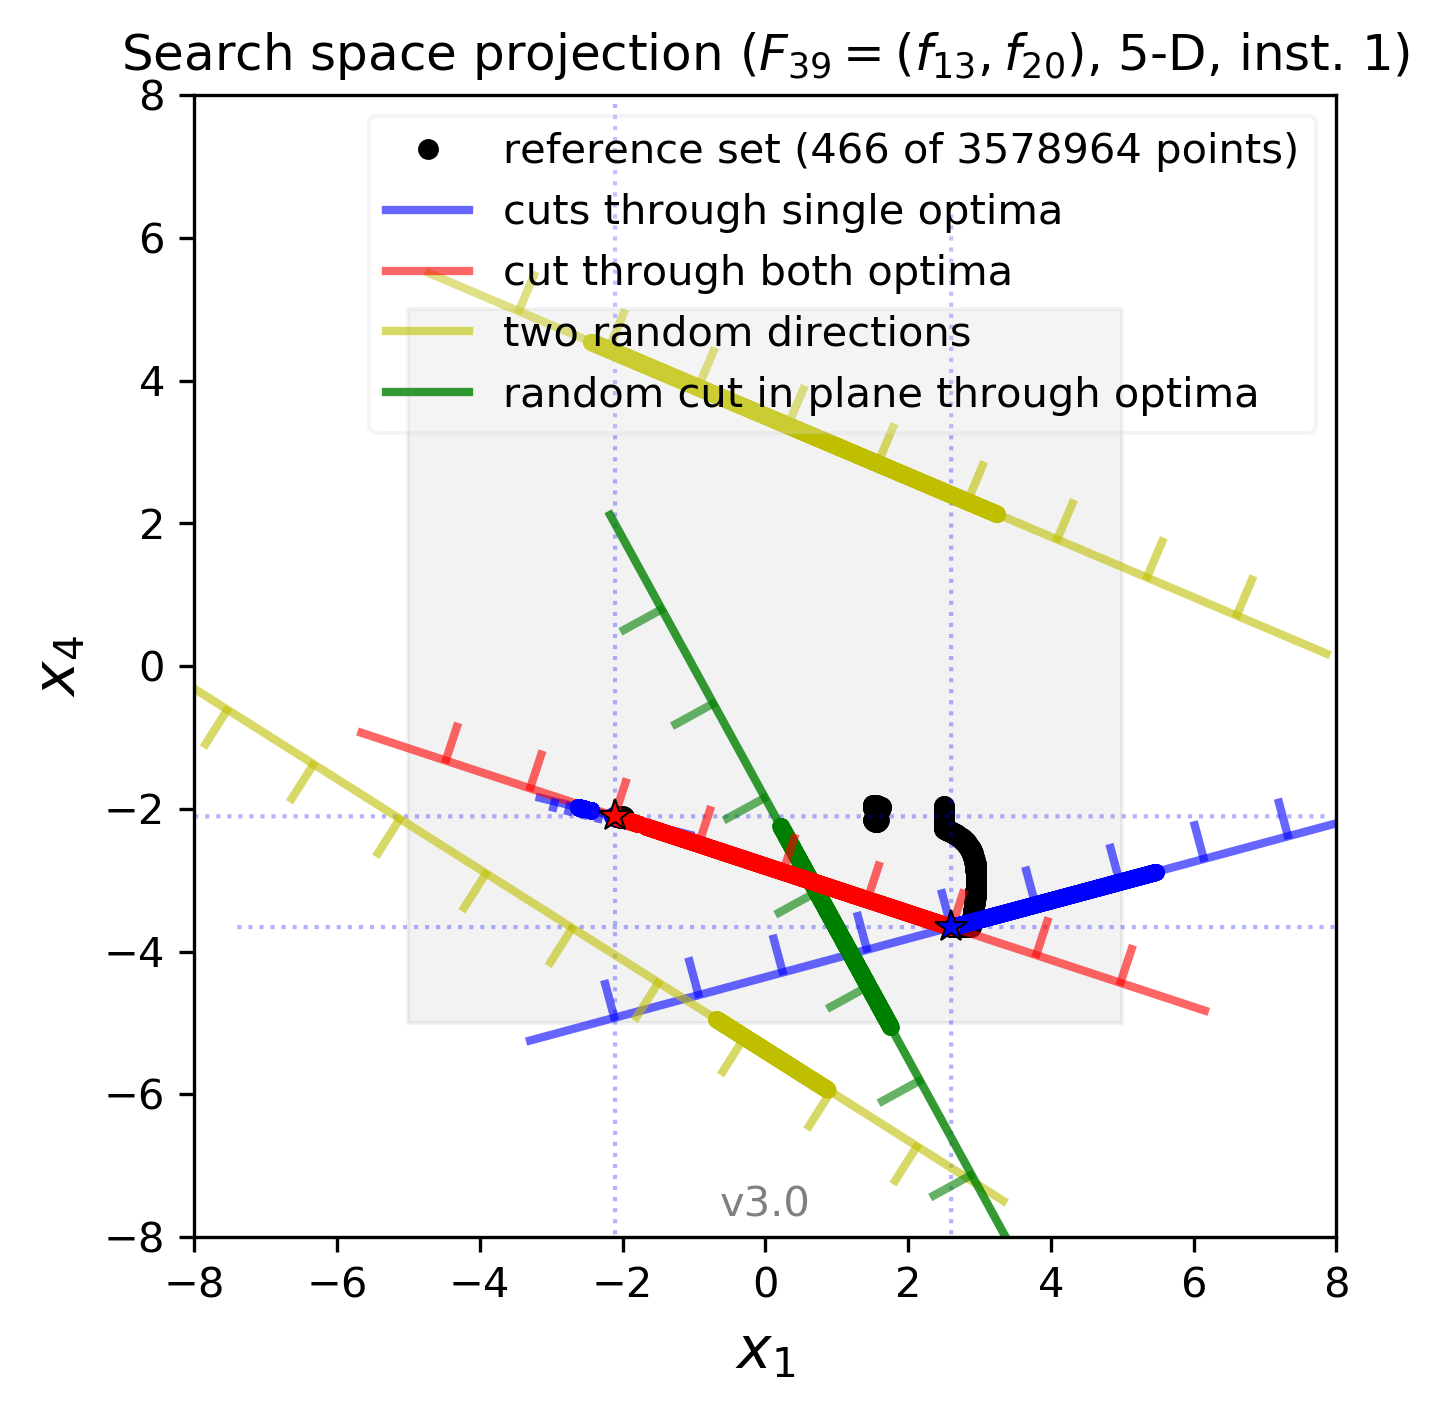 Search space projection (F₃₉ = (f₁₃, f₂₀), 5-D, inst. 1)
reference set (466 of 3578964 points)
cuts through single optima
cut through both optima
two random directions
random cut in plane through optima
8
6
4
2
0
−2
−4
−6
−8
x₄
v3.0
−8 −6 −4 −2 0 2 4 6 8
x₁